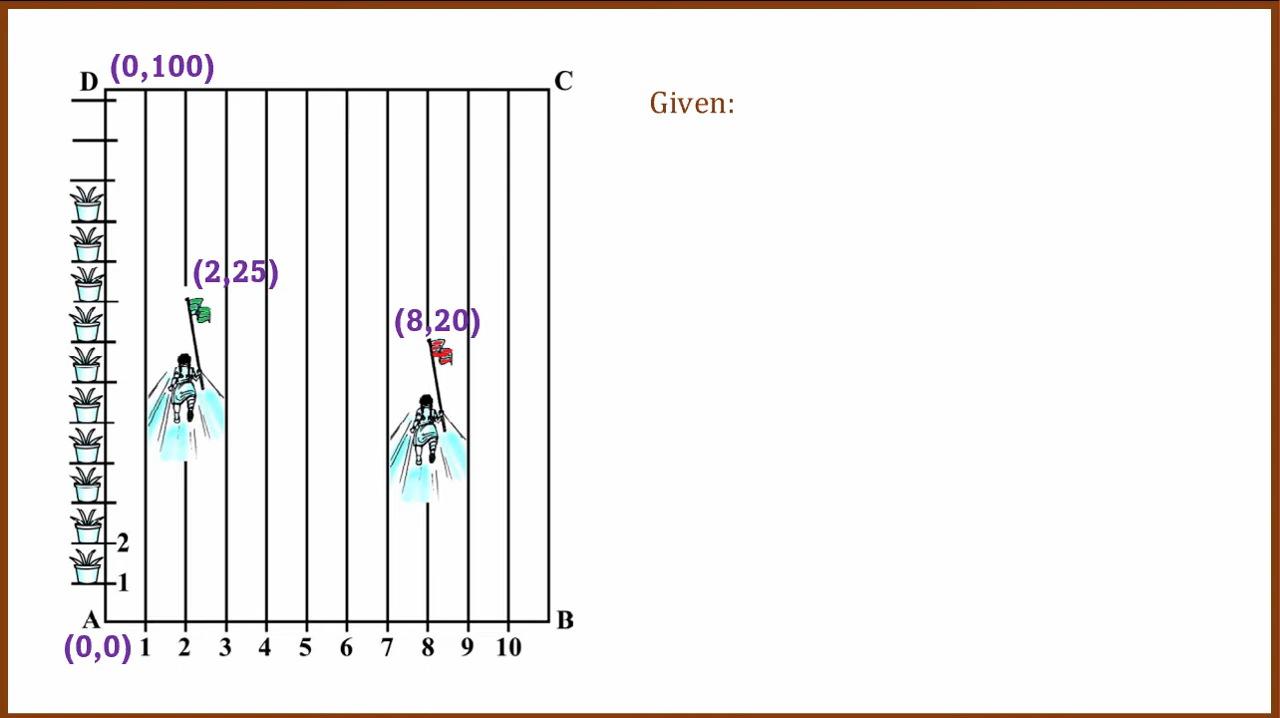 D (0,100) C
Given:
(2,25)
(8,20)
2
1
A B
(0,0) 1 2 3 4 5 6 7 8 9 10